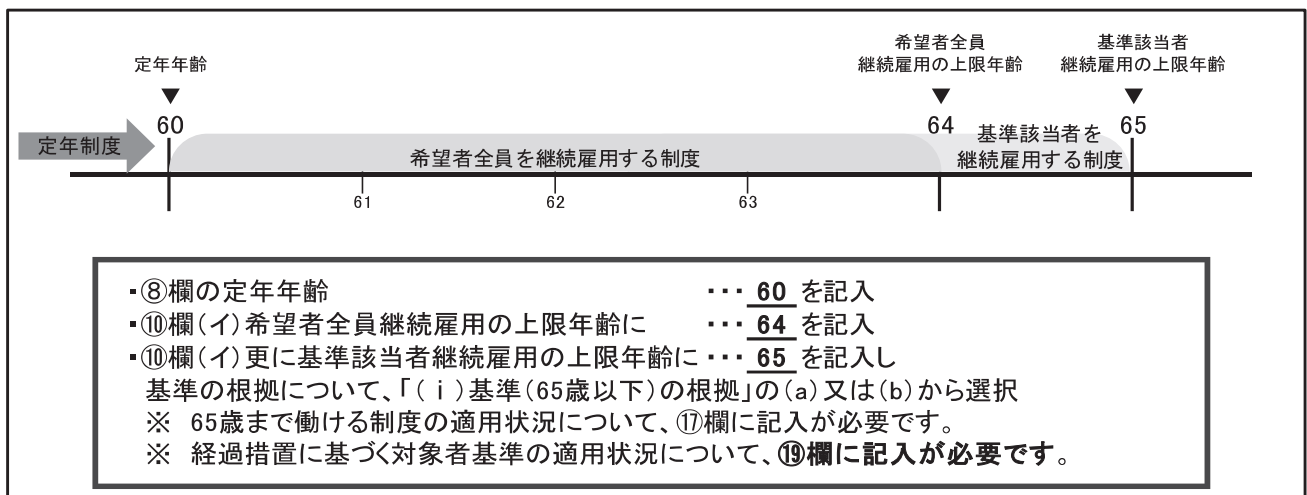 定年年齢
希望者全員
継続雇用の上限年齢
基準該当者
継続雇用の上限年齢
▼
▼
▼
60
64
65
定年制度
希望者全員を継続雇用する制度
基準該当者を
継続雇用する制度
61
62
63
▪⑧欄の定年年齢 ･･･ 60 を記入
▪⑩欄(イ)希望者全員継続雇用の上限年齢に ･･･ 64 を記入
▪⑩欄(イ)更に基準該当者継続雇用の上限年齢に ･･･ 65 を記入し
基準の根拠について、「(ⅰ)基準(65歳以下)の根拠」の(a)又は(b)から選択
※ 65歳まで働ける制度の適用状況について、⑰欄に記入が必要です。
※ 経過措置に基づく対象者基準の適用状況について、⑲欄に記入が必要です。